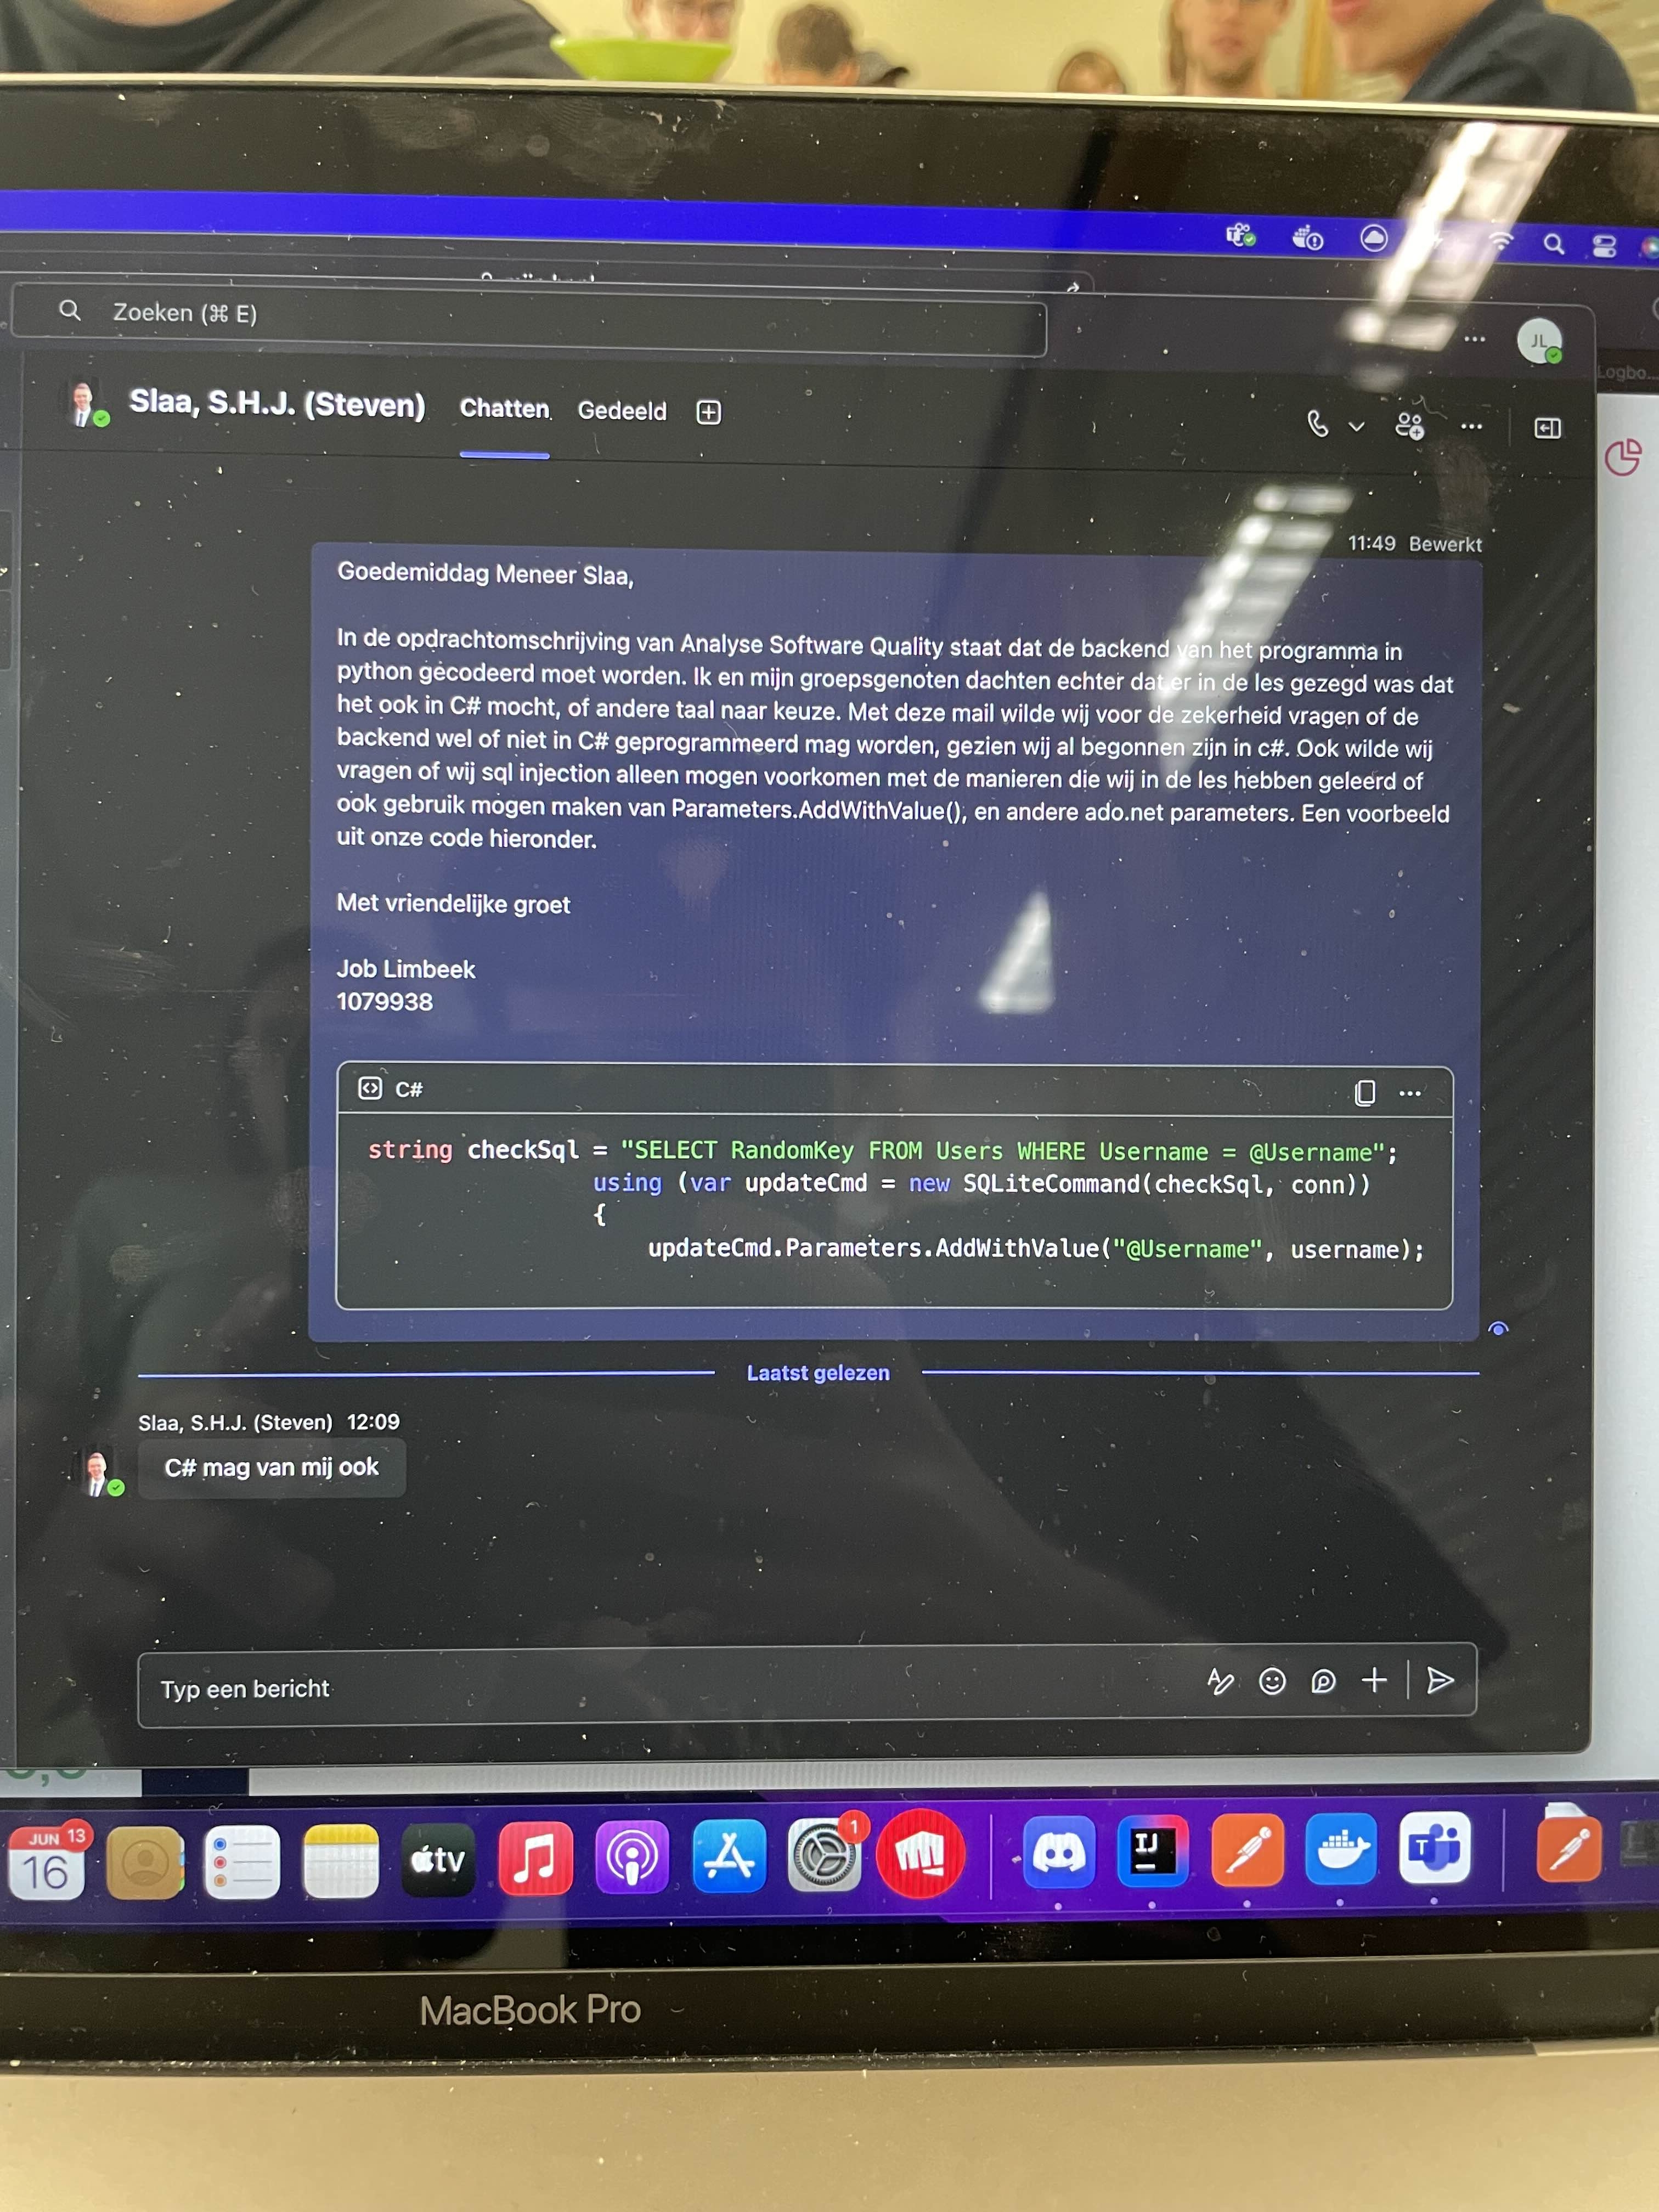 Zoeken (⌘ E)
JL
Logbo...
Slaa, S.H.J. (Steven) Chatten Gedeeld
11:49 Bewerkt
Goedemiddag Meneer Slaa,
In de opdrachtomschrijving van Analyse Software Quality staat dat de backend van het programma in
python gecodeerd moet worden. Ik en mijn groepsgenoten dachten echter dat er in de les gezegd was dat
het ook in C# mocht, of andere taal naar keuze. Met deze mail wilde wij voor de zekerheid vragen of de
backend wel of niet in C# geprogrammeerd mag worden, gezien wij al begonnen zijn in c#. Ook wilde wij
vragen of wij sql injection alleen mogen voorkomen met de manieren die wij in de les hebben geleerd of
ook gebruik mogen maken van Parameters.AddWithValue(), en andere ado.net parameters. Een voorbeeld
uit onze code hieronder.
Met vriendelijke groet
Job Limbeek
1079938
C#
string checkSql = "SELECT RandomKey FROM Users WHERE Username = @Username";
using (var updateCmd = new SQLiteCommand(checkSql, conn))
{
updateCmd.Parameters.AddWithValue("@Username", username);
Laatst gelezen
Slaa, S.H.J. (Steven) 12:09
C# mag van mij ook
Typ een bericht
JUN 13
16
tv
1
IJ
T
MacBook Pro